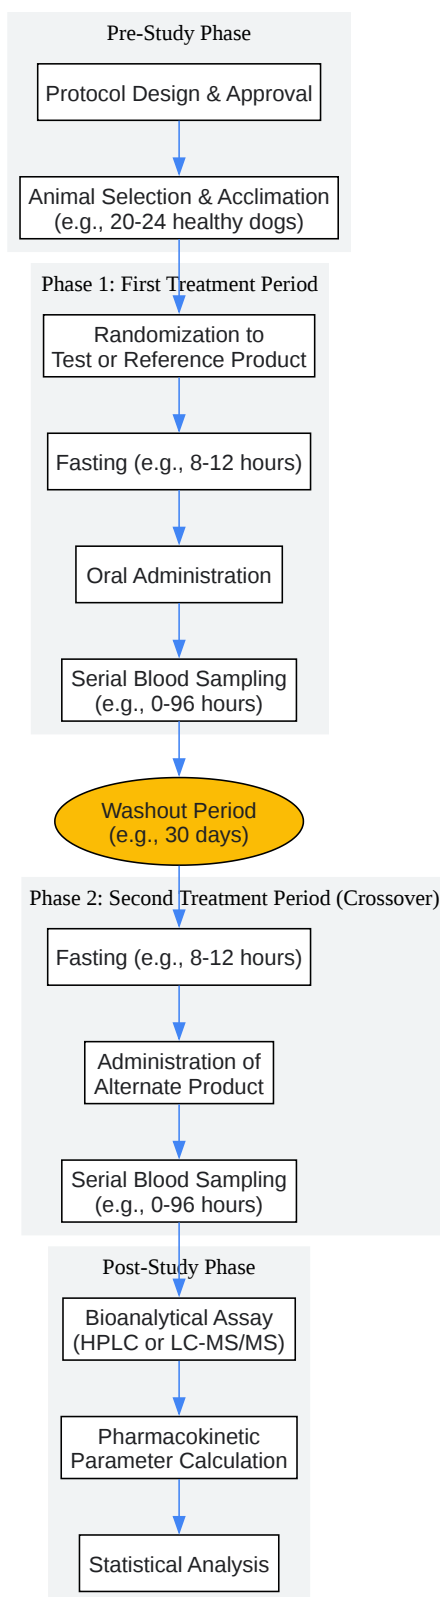 Pre-Study Phase
Protocol Design & Approval
Animal Selection & Acclimation
(e.g., 20-24 healthy dogs)
Phase 1: First Treatment Period
Randomization to
Test or Reference Product
Fasting (e.g., 8-12 hours)
Oral Administration
Serial Blood Sampling
(e.g., 0-96 hours)
Washout Period
(e.g., 30 days)
Phase 2: Second Treatment Period (Crossover)
Fasting (e.g., 8-12 hours)
Administration of
Alternate Product
Serial Blood Sampling
(e.g., 0-96 hours)
Post-Study Phase
Bioanalytical Assay
(HPLC or LC-MS/MS)
Pharmacokinetic
Parameter Calculation
Statistical Analysis